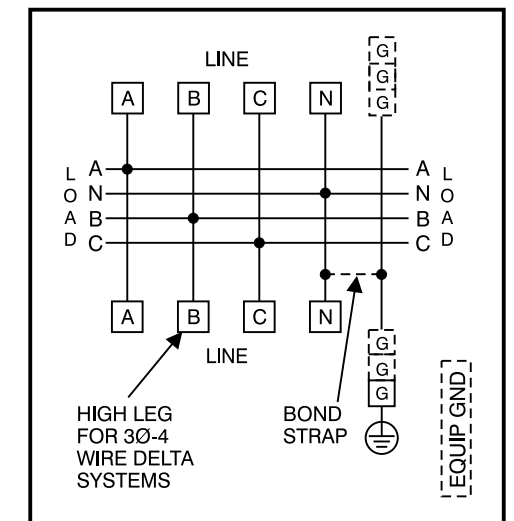 LINE
A B C N G
G
G
L A A L
O N N O
A B B A
D C C D
A B C N G
G
G
LINE
HIGH LEG
FOR 3Ø-4
WIRE DELTA
SYSTEMS
BOND
STRAP
EQUIP GND